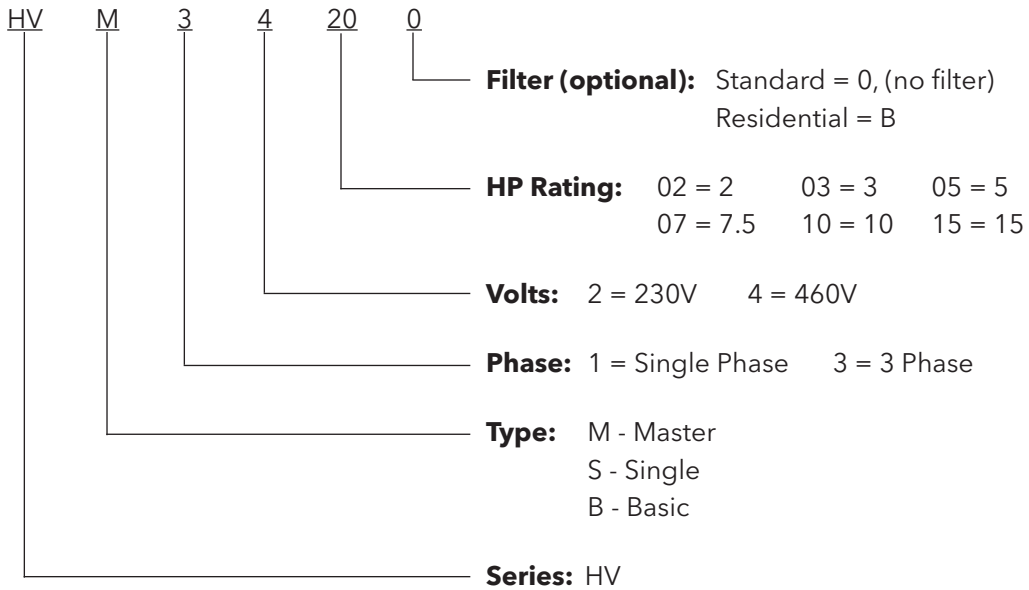 HV M 3 4 20 0
Filter (optional): Standard = 0, (no filter)
Residential = B
HP Rating: 02 = 2 03 = 3 05 = 5
07 = 7.5 10 = 10 15 = 15
Volts: 2 = 230V 4 = 460V
Phase: 1 = Single Phase 3 = 3 Phase
Type: M - Master
S - Single
B - Basic
Series: HV